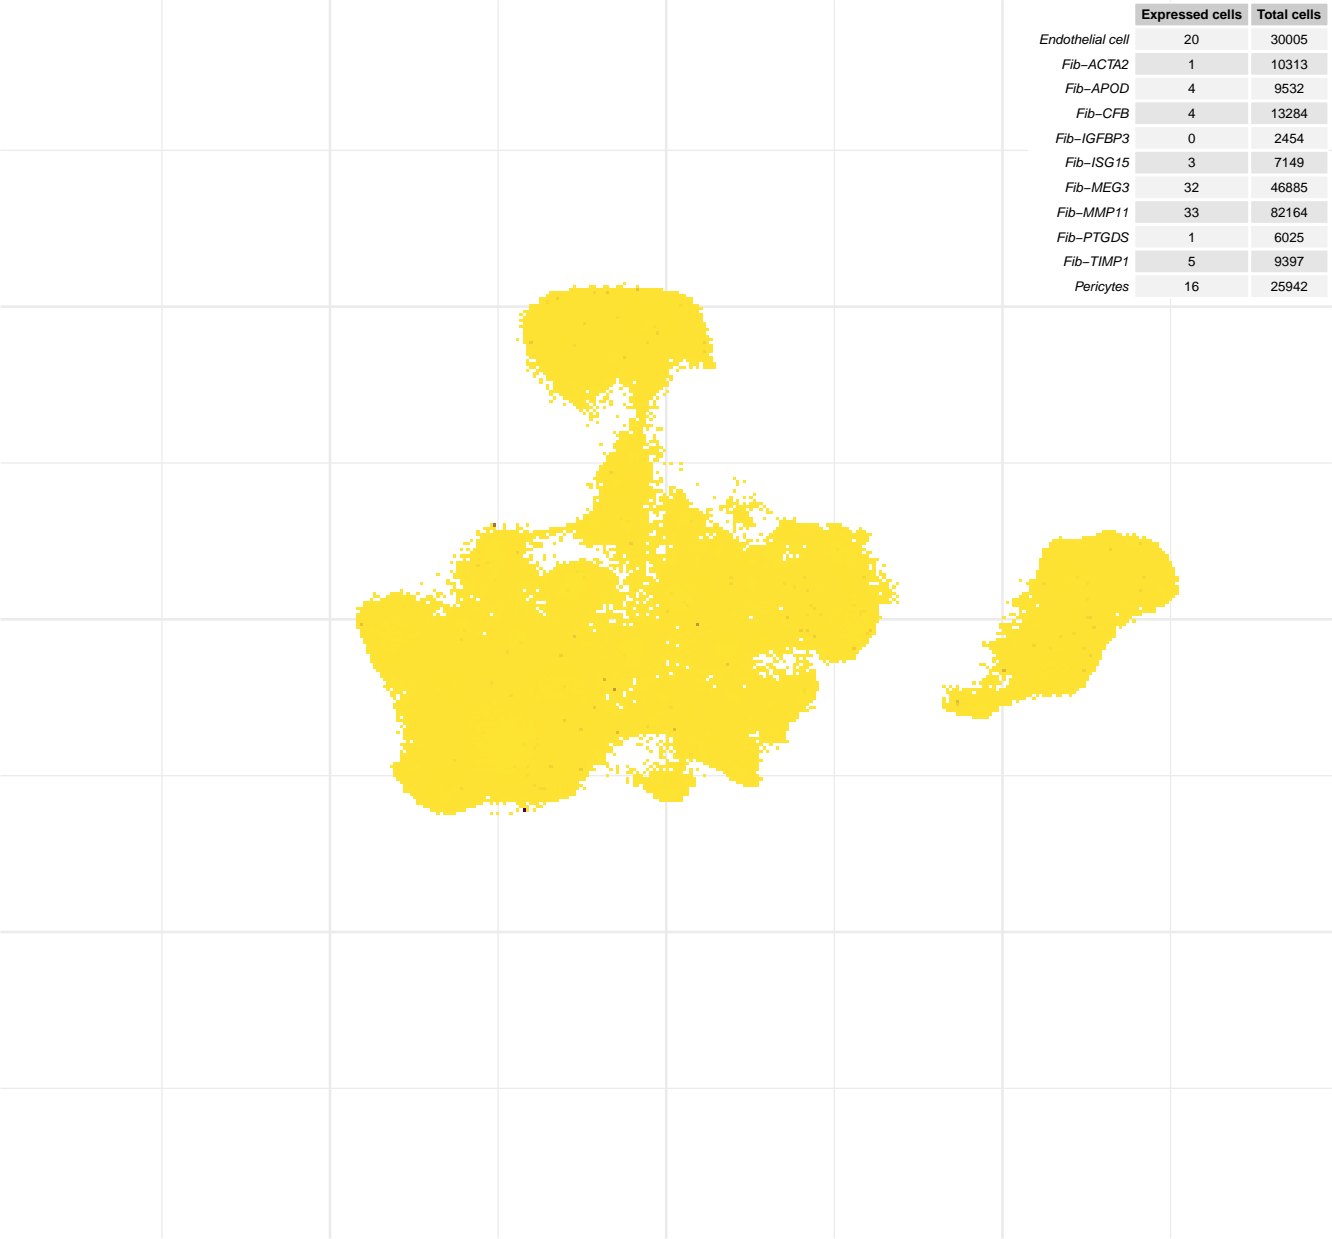 Expressed cells Total cells
Endothelial cell 20 30005
Fib−ACTA2 1 10313
Fib−APOD 4 9532
Fib−CFB 4 13284
Fib−IGFBP3 0 2454
Fib−ISG15 3 7149
Fib−MEG3 32 46885
Fib−MMP11 33 82164
Fib−PTGDS 1 6025
Fib−TIMP1 5 9397
Pericytes 16 25942